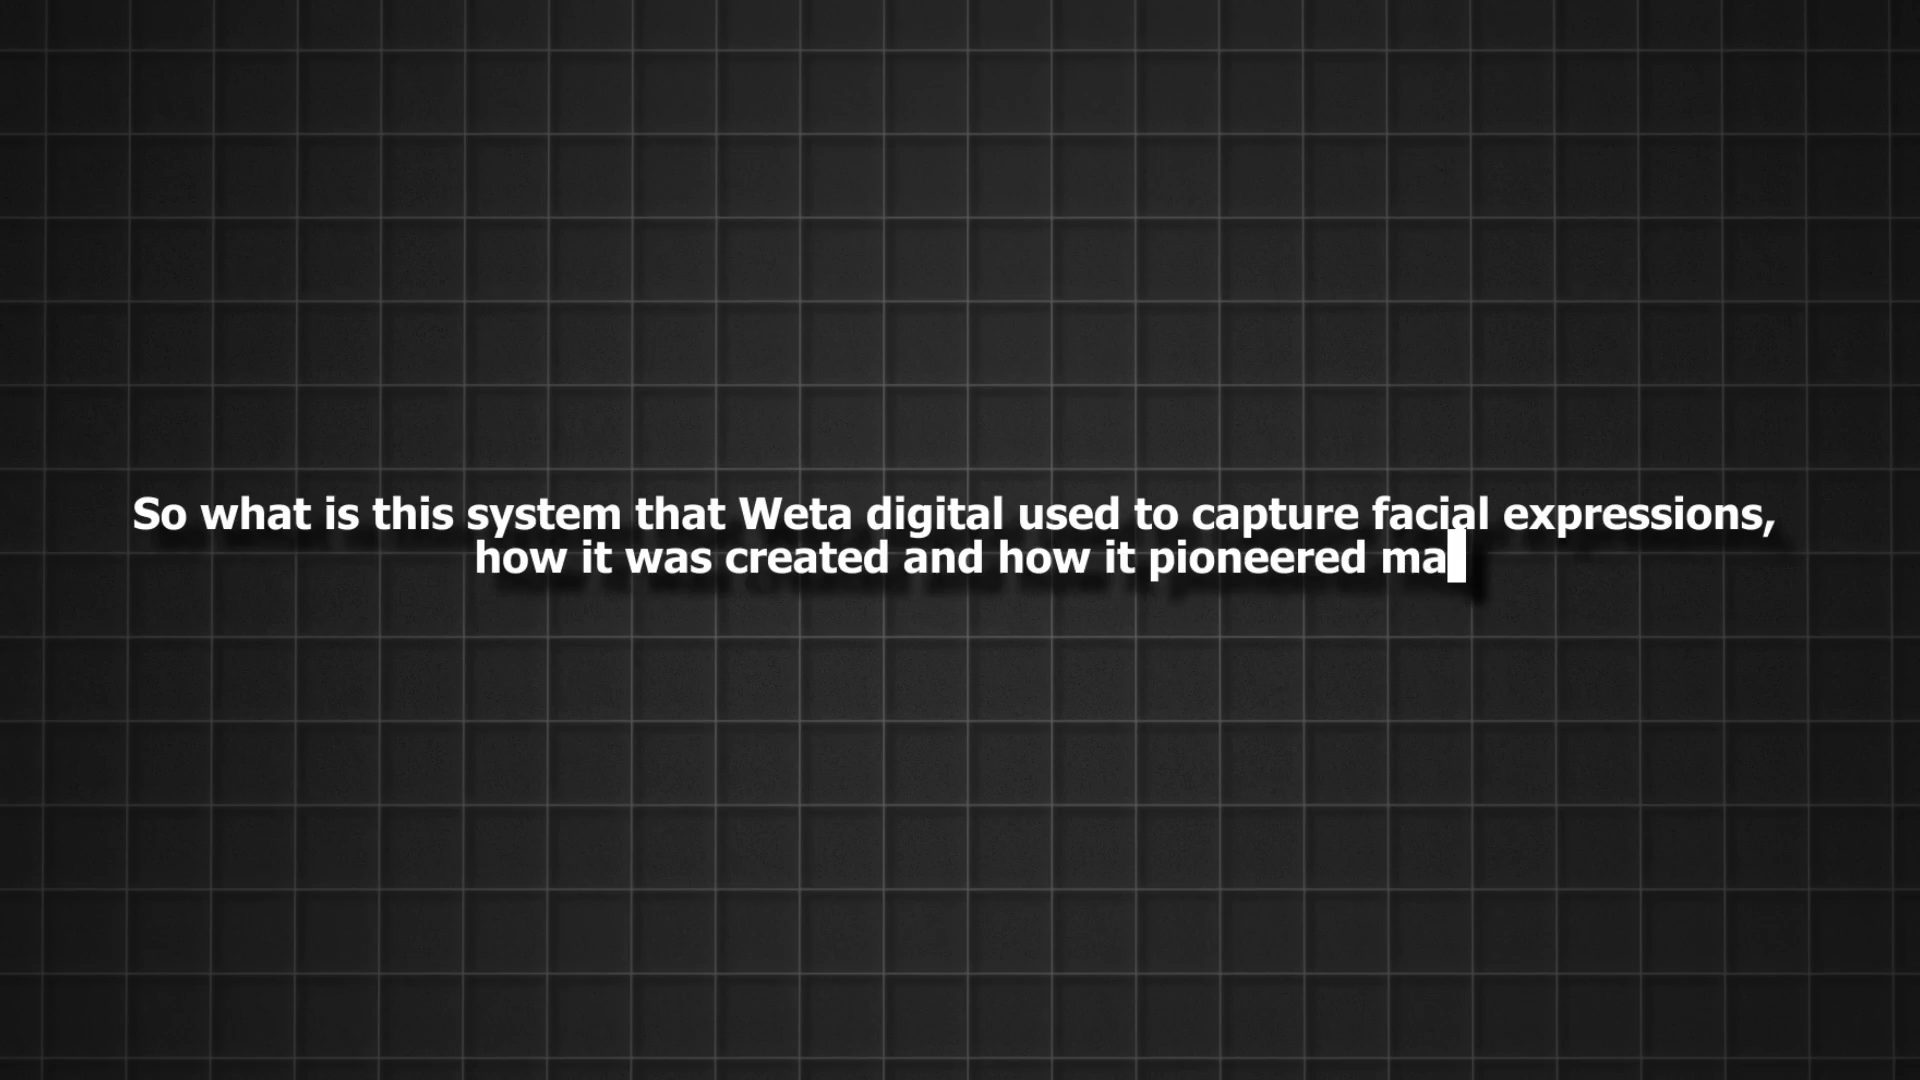 So what is this system that Weta digital used to capture facial expressions,
how it was created and how it pioneered ma